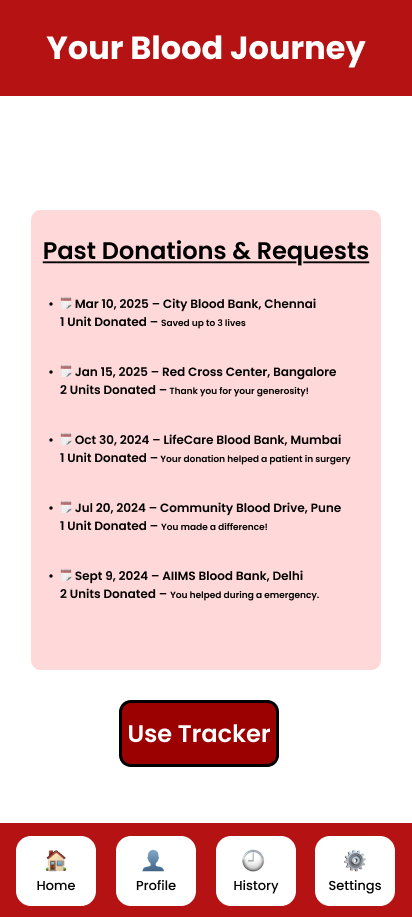 Your Blood Journey
Past Donations & Requests
• 🗓️ Mar 10, 2025 – City Blood Bank, Chennai
1 Unit Donated – Saved up to 3 lives
• 🗓️ Jan 15, 2025 – Red Cross Center, Bangalore
2 Units Donated – Thank you for your generosity!
• 🗓️ Oct 30, 2024 – LifeCare Blood Bank, Mumbai
1 Unit Donated – Your donation helped a patient in surgery
• 🗓️ Jul 20, 2024 – Community Blood Drive, Pune
1 Unit Donated – You made a difference!
• 🗓️ Sept 9, 2024 – AIIMS Blood Bank, Delhi
2 Units Donated – You helped during a emergency.
Use Tracker
Home
Profile
History
Settings